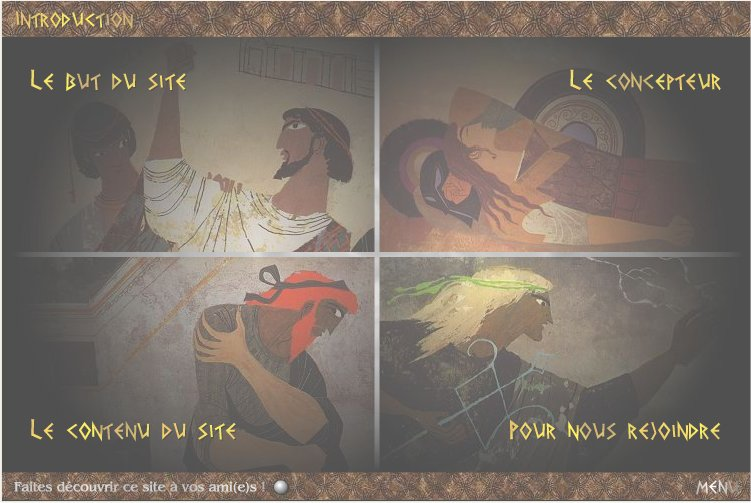 INTRODUCTION
LE BUT DU SITE
LE CONCEPTEUR
LE CONTENU DU SITE
POUR NOUS REJOINDRE
Faites découvrir ce site à vos ami(e)s !
MENU